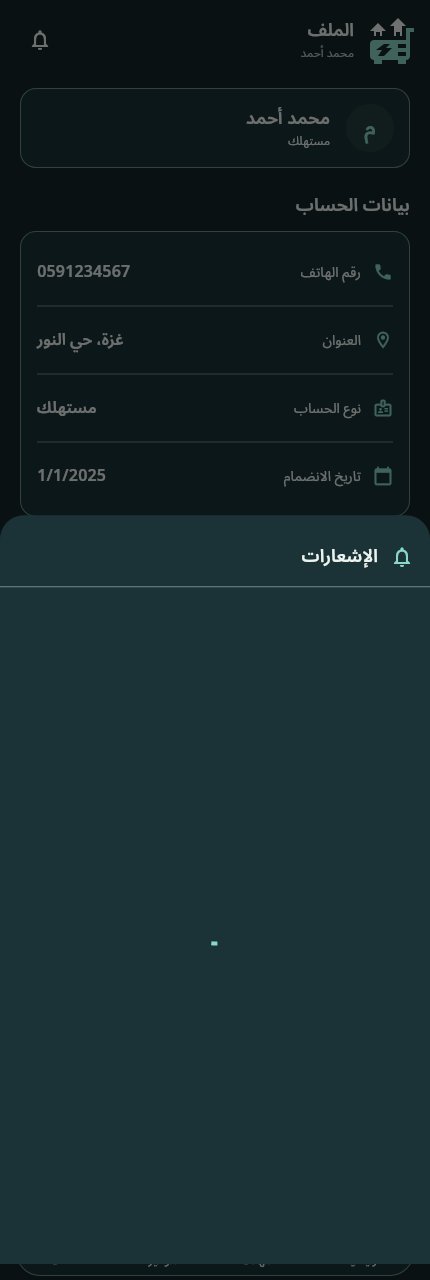 الملف
محمد أحمد
م
محمد أحمد
مستهلك
بيانات الحساب
رقم الهاتف 0591234567
العنوان غزة، حي النور
نوع الحساب مستهلك
تاريخ الانضمام 1/1/2025
الإشعارات